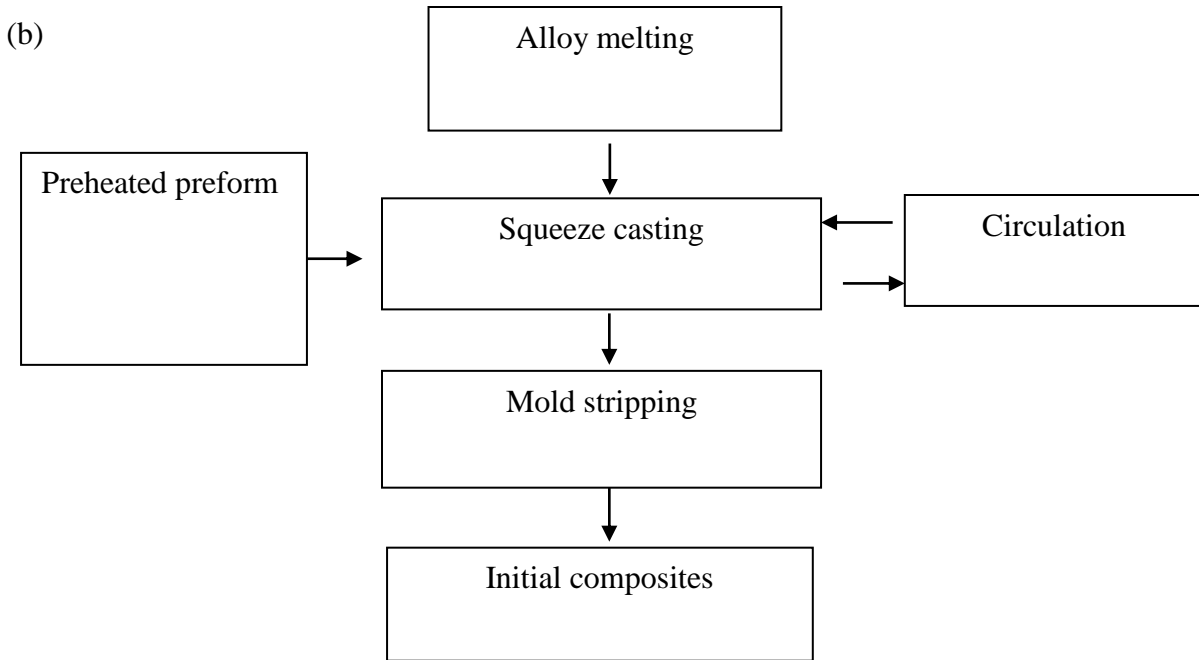 (b)
Alloy melting
Preheated preform
Squeeze casting
Circulation
Mold stripping
Initial composites